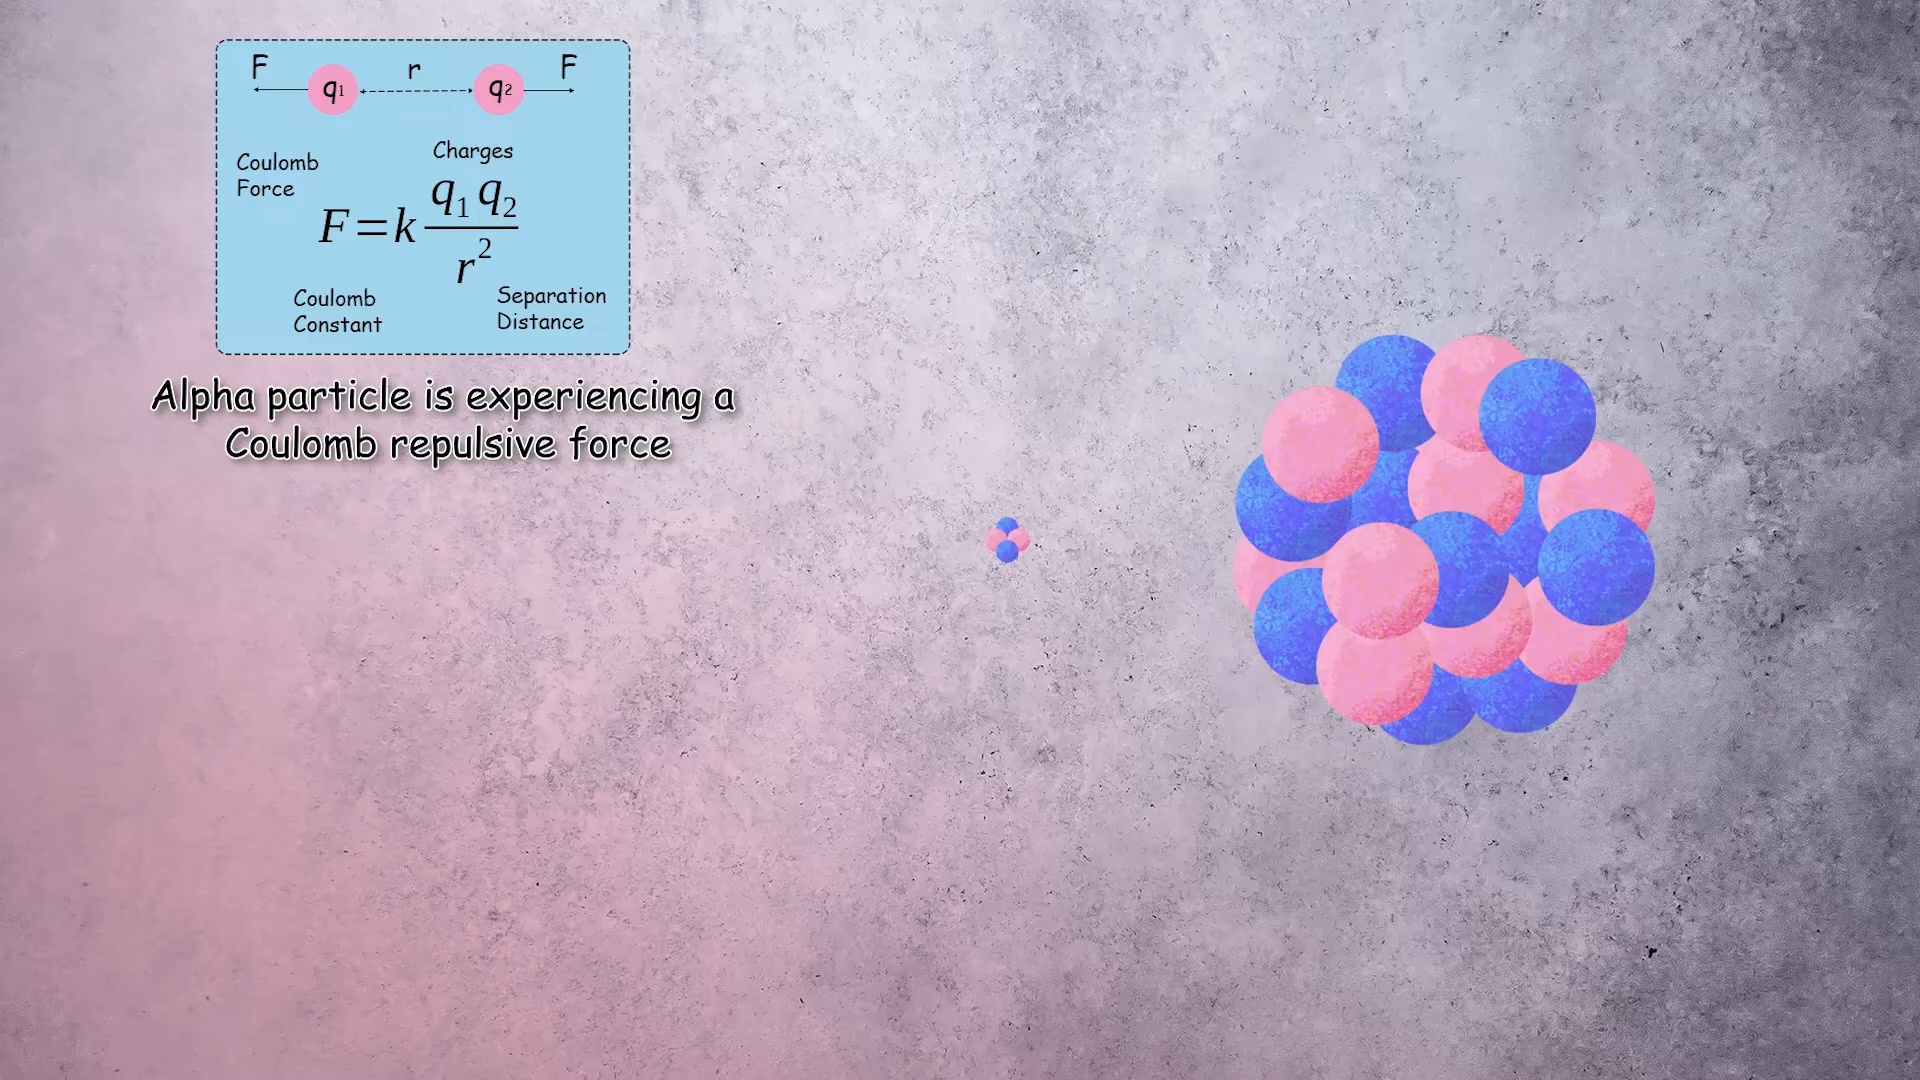 F r F
q1 q2
Charges
Coulomb
Force
F=k q₁ q₂
r²
Coulomb
Constant
Separation
Distance
Alpha particle is experiencing a
Coulomb repulsive force